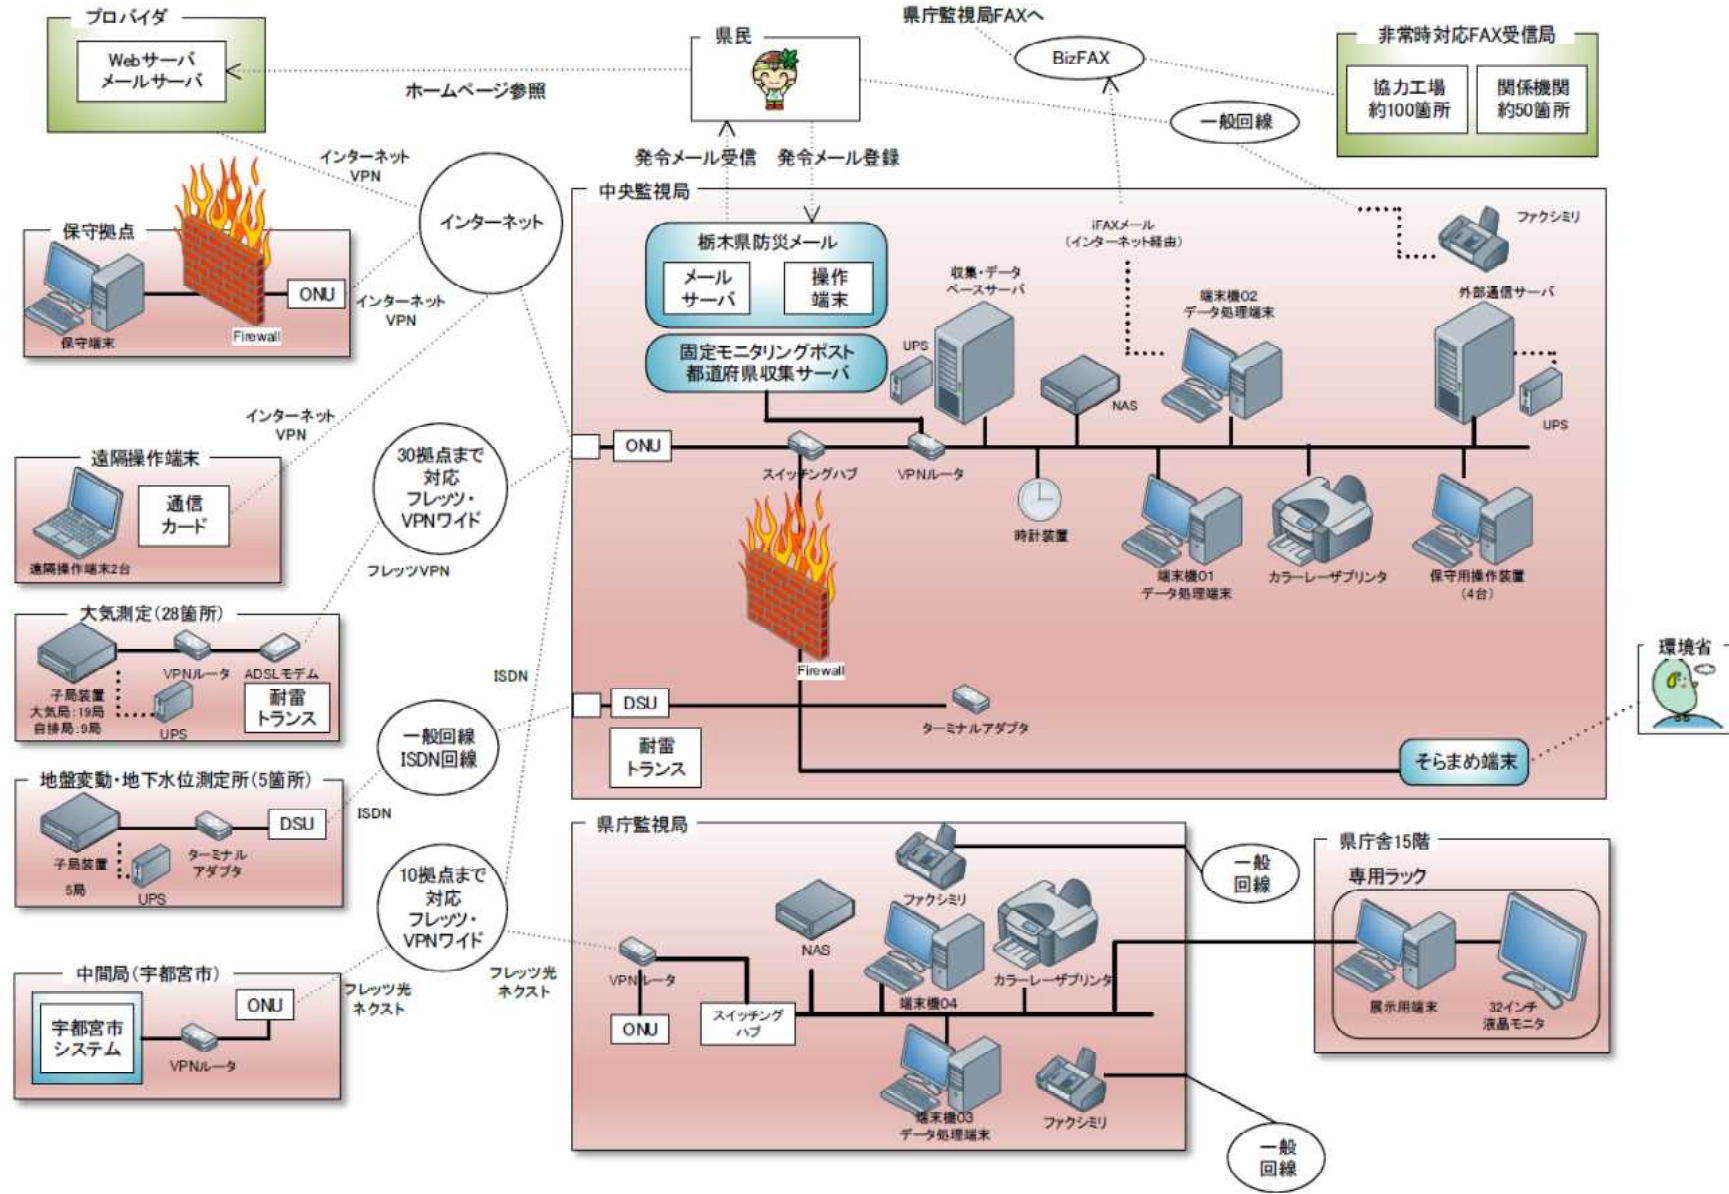 プロバイダ
Webサーバ
メールサーバ
ホームページ参照
県民
発令メール受信
発令メール登録
県庁監視局FAXへ
BizFAX
一般回線
非常時対応FAX受信局
協力工場
約100箇所
関係機関
約50箇所
インターネット
VPN
インターネット
保守拠点
保守端末
Firewall
ONU
インターネット
VPN
インターネット
VPN
遠隔操作端末
通信
カード
遠隔操作端末2台
30拠点まで
対応
フレッツ・
VPNワイド
フレッツVPN
大気測定(28箇所)
子局装置
大気局:19局
自排局:9局
VPNルータ
ADSLモデム
UPS
耐雷
トランス
ISDN
一般回線
ISDN回線
地盤変動・地下水位測定所(5箇所)
子局装置
5局
ターミナル
アダプタ
DSU
UPS
ISDN
10拠点まで
対応
フレッツ・
VPNワイド
中間局(宇都宮市)
宇都宮市
システム
VPNルータ
ONU
フレッツ光
ネクスト
フレッツ光
ネクスト
中央監視局
栃木県防災メール
メール
サーバ
操作
端末
固定モニタリングポスト
都道府県収集サーバ
収集・データ
ベースサーバ
UPS
iFAXメール
(インターネット経由)
端末機02
データ処理端末
NAS
ファクシミリ
外部通信サーバ
UPS
ONU
スイッチングハブ
VPNルータ
時計装置
端末機01
データ処理端末
カラーレーザプリンタ
保守用操作装置
(4台)
Firewall
DSU
耐雷
トランス
ターミナルアダプタ
そらまめ端末
環境省
県庁監視局
VPNルータ
ONU
スイッチング
ハブ
NAS
ファクシミリ
端末機04
カラーレーザプリンタ
端末機03
データ処理端末
ファクシミリ
一般
回線
一般
回線
県庁舎15階
専用ラック
展示用端末
32インチ
液晶モニタ